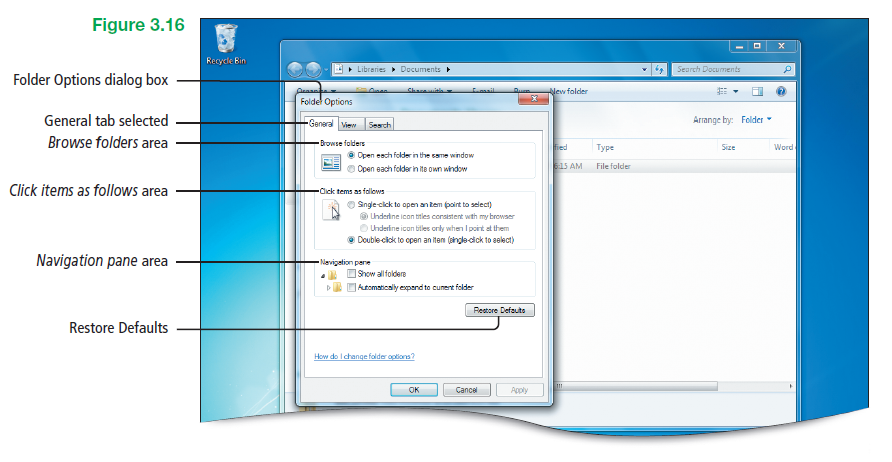 Figure 3.16
Recycle Bin
Folder Options dialog box
General tab selected
Browse folders area
Click items as follows area
Navigation pane area
Restore Defaults
Libraries Documents
Search Documents
Organize Open Share with E-mail Burn New folder
Arrange by: Folder
Type Size Word
6:15 AM File folder
Folder Options
General View Search
Browse folders
Open each folder in the same window
Open each folder in its own window
Click items as follows
Single-click to open an item (point to select)
Underline icon titles consistent with my browser
Underline icon titles only when I point at them
Double-click to open an item (single-click to select)
Navigation pane
Show all folders
Automatically expand to current folder
Restore Defaults
How do I change folder options?
OK Cancel Apply